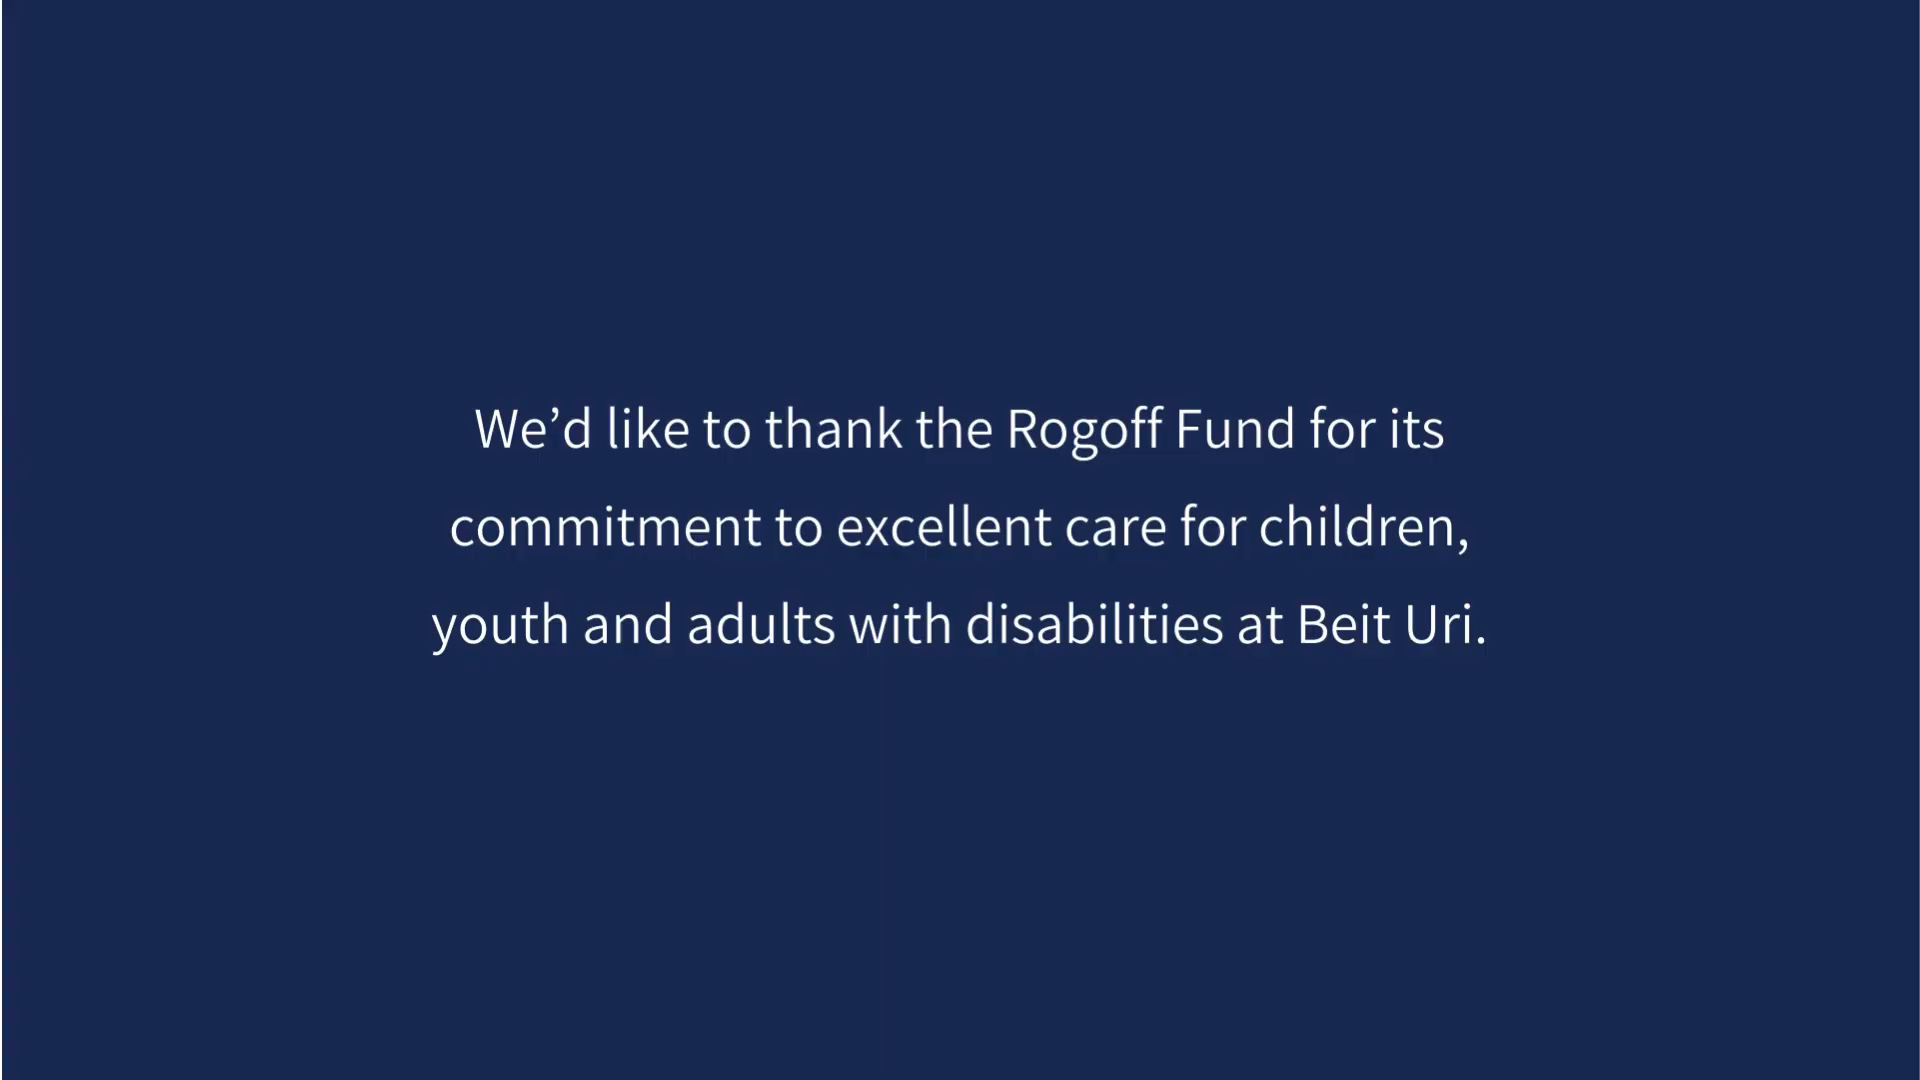 We’d like to thank the Rogoff Fund for its
commitment to excellent care for children,
youth and adults with disabilities at Beit Uri.